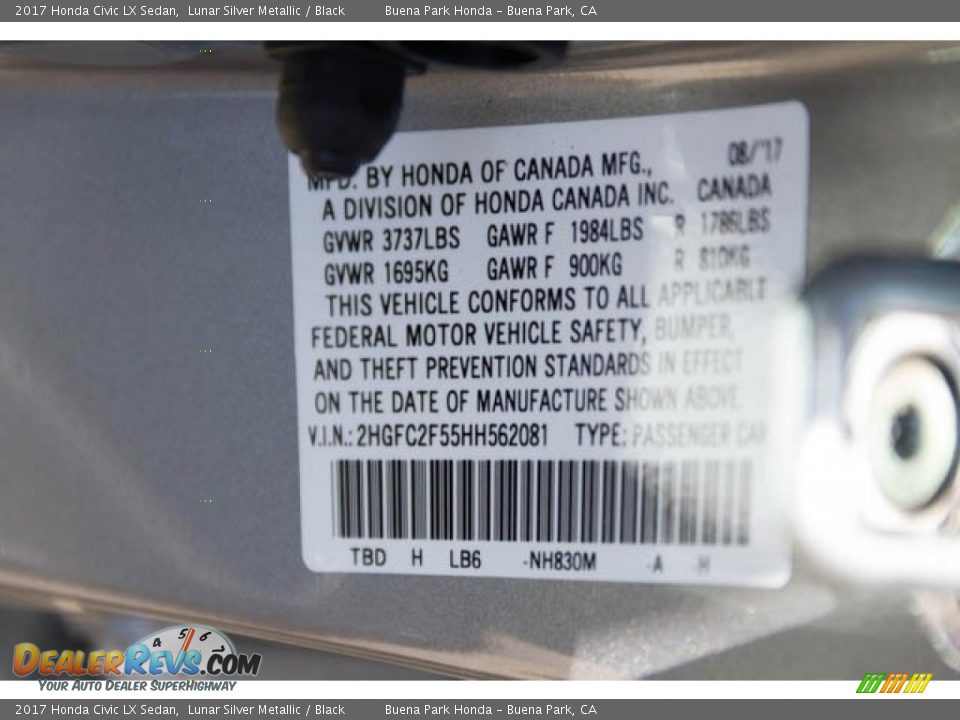 2017 Honda Civic LX Sedan, Lunar Silver Metallic / Black Buena Park Honda - Buena Park, CA
08/'17
MFD. BY HONDA OF CANADA MFG.,
A DIVISION OF HONDA CANADA INC. CANADA
GVWR 3737LBS GAWR F 1984LBS R 1786LBS
GVWR 1695KG GAWR F 900KG R 810KG
THIS VEHICLE CONFORMS TO ALL APPLICABLE
FEDERAL MOTOR VEHICLE SAFETY, BUMPER,
AND THEFT PREVENTION STANDARDS IN EFFECT
ON THE DATE OF MANUFACTURE SHOWN ABOVE.
V.I.N.: 2HGFC2F55HH562081 TYPE: PASSENGER CAR
TBD H LB6 -NH830M -A H
4 5 6
DEALERREVS.COM
YOUR AUTO DEALER SUPERHIGHWAY
2017 Honda Civic LX Sedan, Lunar Silver Metallic / Black Buena Park Honda - Buena Park, CA